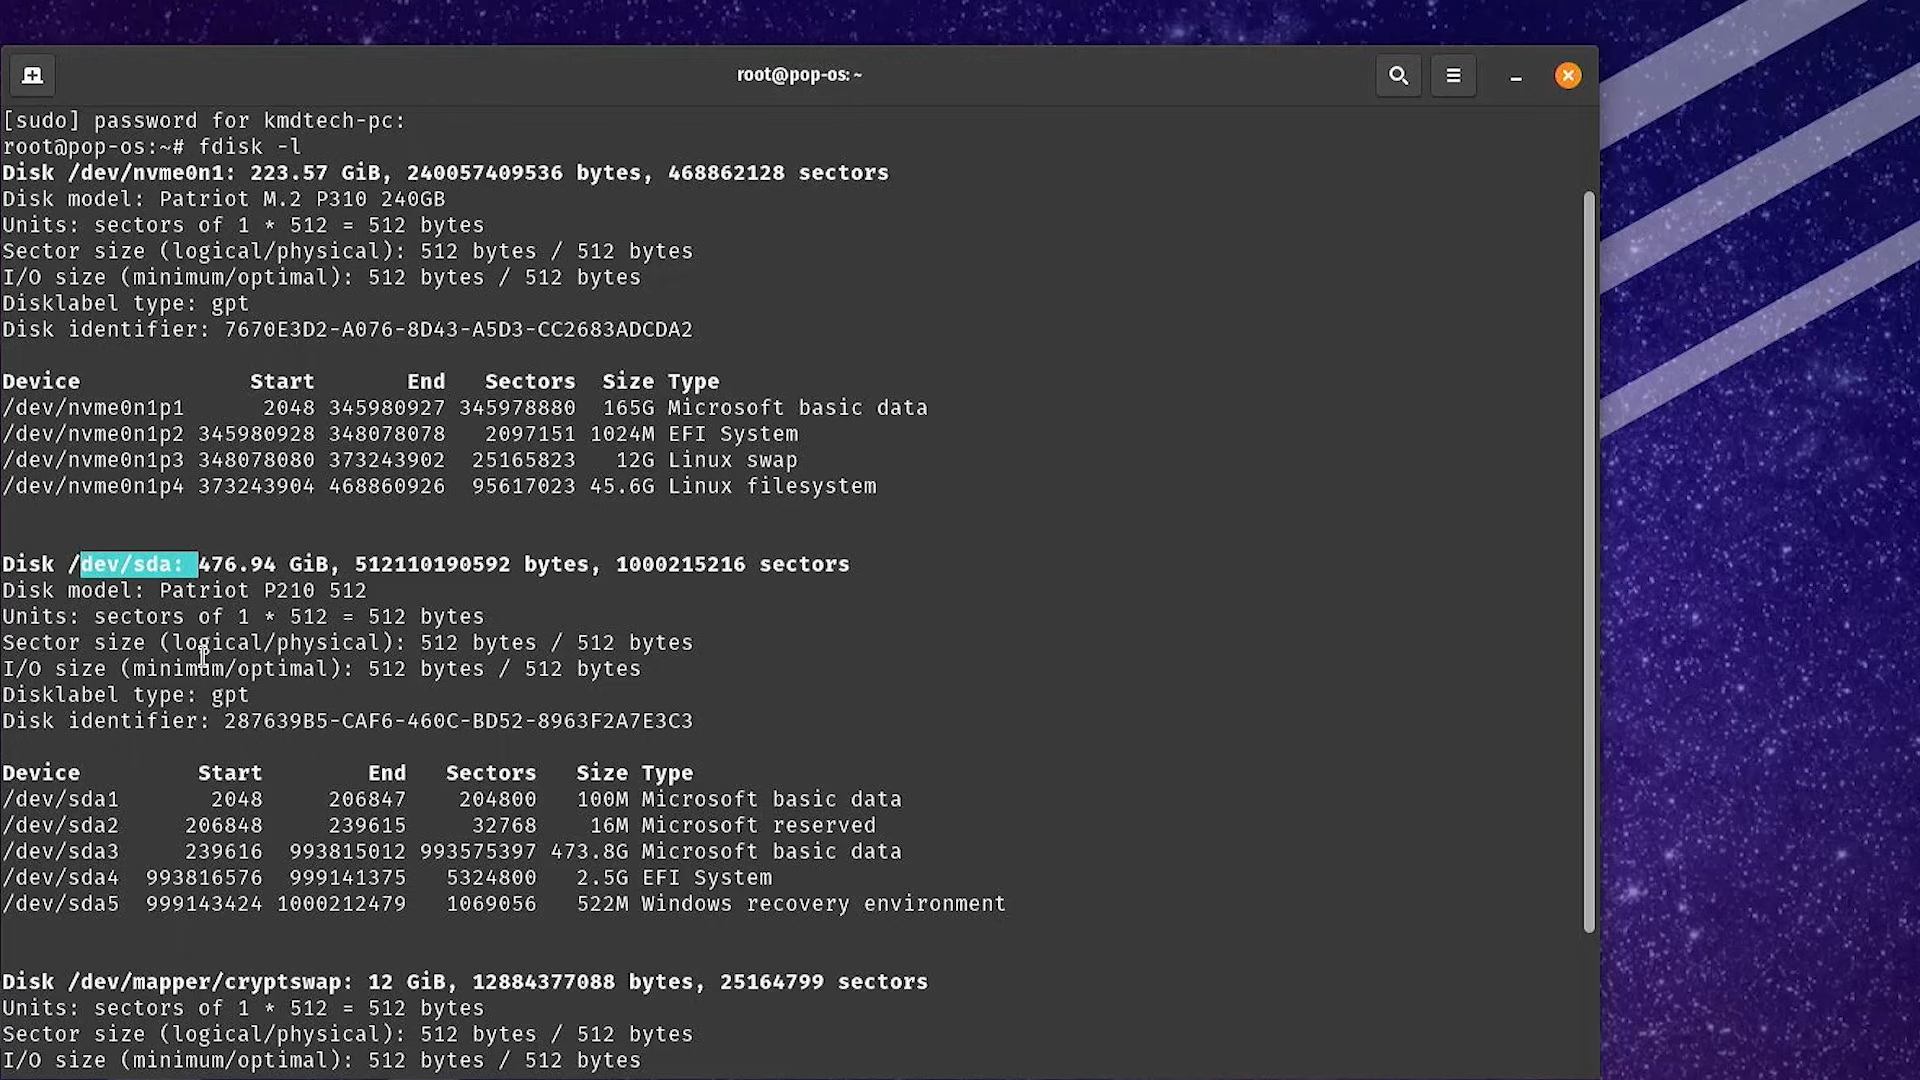 root@pop-os: ~
[sudo] password for kmdtech-pc:
root@pop-os:~# fdisk -l
Disk /dev/nvme0n1: 223.57 GiB, 240057409536 bytes, 468862128 sectors
Disk model: Patriot M.2 P310 240GB
Units: sectors of 1 * 512 = 512 bytes
Sector size (logical/physical): 512 bytes / 512 bytes
I/O size (minimum/optimal): 512 bytes / 512 bytes
Disklabel type: gpt
Disk identifier: 7670E3D2-A076-8D43-A5D3-CC2683ADCDA2
Device Start End Sectors Size Type
/dev/nvme0n1p1 2048 345980927 345978880 165G Microsoft basic data
/dev/nvme0n1p2 345980928 348078078 2097151 1024M EFI System
/dev/nvme0n1p3 348078080 373243902 25165823 12G Linux swap
/dev/nvme0n1p4 373243904 468860926 95617023 45.6G Linux filesystem
Disk /dev/sda: 476.94 GiB, 512110190592 bytes, 1000215216 sectors
Disk model: Patriot P210 512
Units: sectors of 1 * 512 = 512 bytes
Sector size (logical/physical): 512 bytes / 512 bytes
I/O size (minimum/optimal): 512 bytes / 512 bytes
Disklabel type: gpt
Disk identifier: 287639B5-CAF6-460C-BD52-8963F2A7E3C3
Device Start End Sectors Size Type
/dev/sda1 2048 206847 204800 100M Microsoft basic data
/dev/sda2 206848 239615 32768 16M Microsoft reserved
/dev/sda3 239616 993815012 993575397 473.8G Microsoft basic data
/dev/sda4 993816576 999141375 5324800 2.5G EFI System
/dev/sda5 999143424 1000212479 1069056 522M Windows recovery environment
Disk /dev/mapper/cryptswap: 12 GiB, 12884377088 bytes, 25164799 sectors
Units: sectors of 1 * 512 = 512 bytes
Sector size (logical/physical): 512 bytes / 512 bytes
I/O size (minimum/optimal): 512 bytes / 512 bytes